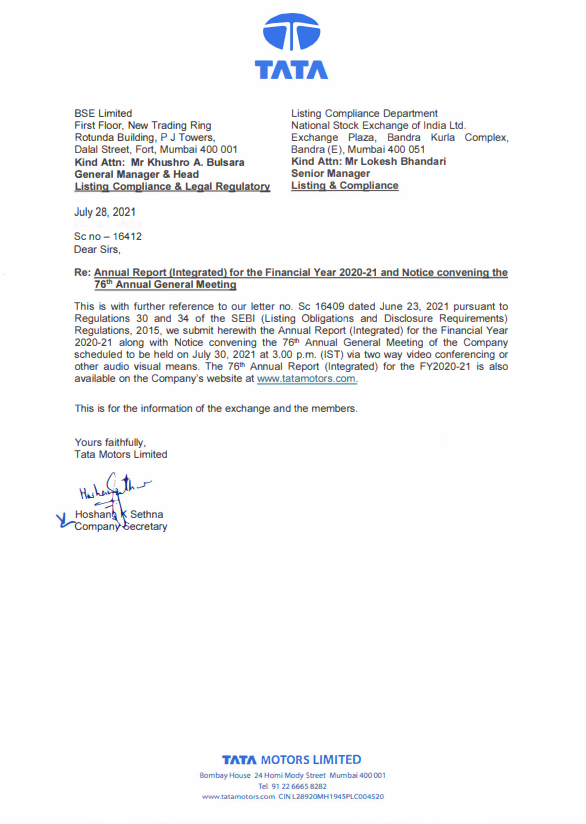 TATA
BSE Limited
First Floor, New Trading Ring
Rotunda Building, P J Towers,
Dalal Street, Fort, Mumbai 400 001
Kind Attn: Mr Khushro A. Bulsara
General Manager & Head
Listing Compliance & Legal Regulatory
Listing Compliance Department
National Stock Exchange of India Ltd.
Exchange Plaza, Bandra Kurla Complex,
Bandra (E), Mumbai 400 051
Kind Attn: Mr Lokesh Bhandari
Senior Manager
Listing & Compliance
July 28, 2021
Sc no – 16412
Dear Sirs,
Re: Annual Report (Integrated) for the Financial Year 2020-21 and Notice convening the
76th Annual General Meeting
This is with further reference to our letter no. Sc 16409 dated June 23, 2021 pursuant to
Regulations 30 and 34 of the SEBI (Listing Obligations and Disclosure Requirements)
Regulations, 2015, we submit herewith the Annual Report (Integrated) for the Financial Year
2020-21 along with Notice convening the 76th Annual General Meeting of the Company
scheduled to be held on July 30, 2021 at 3.00 p.m. (IST) via two way video conferencing or
other audio visual means. The 76th Annual Report (Integrated) for the FY2020-21 is also
available on the Company's website at www.tatamotors.com.
This is for the information of the exchange and the members.
Yours faithfully,
Tata Motors Limited
Hoshang K Sethna
Company Secretary
TATA MOTORS LIMITED
Bombay House 24 Homi Mody Street Mumbai 400 001
Tel 91 22 6665 8282
www.tatamotors.com CIN L28920MH1945PLC004520